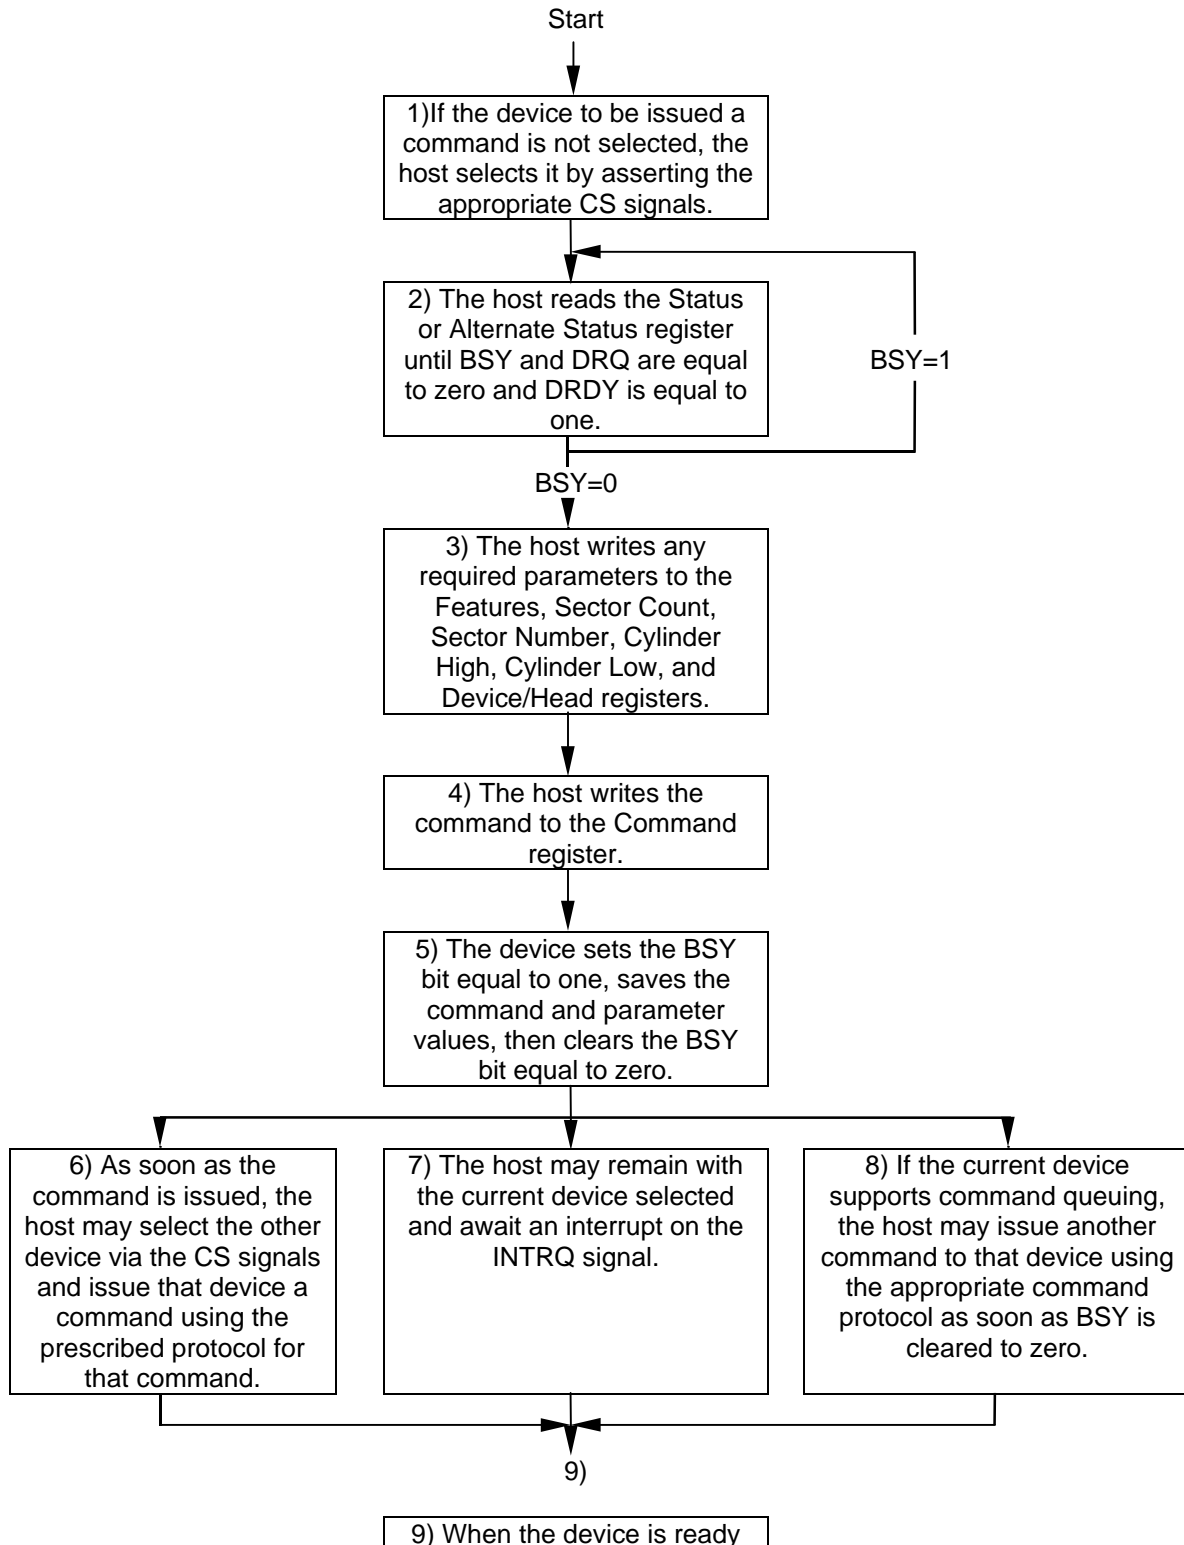 Start
1)If the device to be issued a
command is not selected, the
host selects it by asserting the
appropriate CS signals.
2) The host reads the Status
or Alternate Status register
until BSY and DRQ are equal
to zero and DRDY is equal to
one.
BSY=1
BSY=0
3) The host writes any
required parameters to the
Features, Sector Count,
Sector Number, Cylinder
High, Cylinder Low, and
Device/Head registers.
4) The host writes the
command to the Command
register.
5) The device sets the BSY
bit equal to one, saves the
command and parameter
values, then clears the BSY
bit equal to zero.
6) As soon as the
command is issued, the
host may select the other
device via the CS signals
and issue that device a
command using the
prescribed protocol for
that command.
7) The host may remain with
the current device selected
and await an interrupt on the
INTRQ signal.
8) If the current device
supports command queuing,
the host may issue another
command to that device using
the appropriate command
protocol as soon as BSY is
cleared to zero.
9)
9) When the device is ready